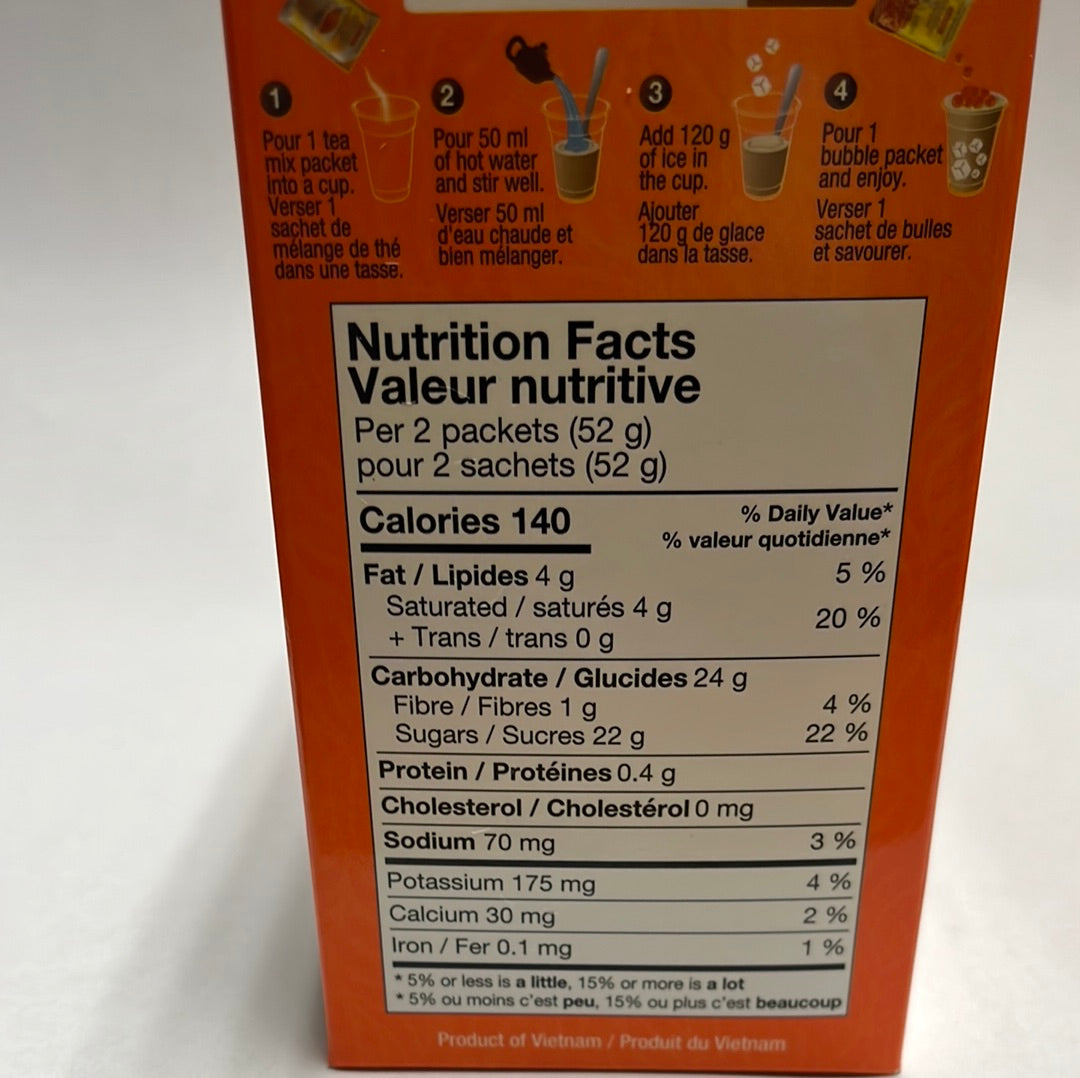 1
Pour 1 tea
mix packet
into a cup.
Verser 1
sachet de
mélange de thé
dans une tasse.
2
Pour 50 ml
of hot water
and stir well.
Verser 50 ml
d'eau chaude et
bien mélanger.
3
Add 120 g
of ice in
the cup.
Ajouter
120 g de glace
dans la tasse.
4
Pour 1
bubble packet
and enjoy.
Verser 1
sachet de bulles
et savourer.
Nutrition Facts
Valeur nutritive
Per 2 packets (52 g)
pour 2 sachets (52 g)
Calories 140
% Daily Value*
% valeur quotidienne*
Fat / Lipides 4 g 5 %
Saturated / saturés 4 g
+ Trans / trans 0 g 20 %
Carbohydrate / Glucides 24 g
Fibre / Fibres 1 g 4 %
Sugars / Sucres 22 g 22 %
Protein / Protéines 0.4 g
Cholesterol / Cholestérol 0 mg
Sodium 70 mg 3 %
Potassium 175 mg 4 %
Calcium 30 mg 2 %
Iron / Fer 0.1 mg 1 %
* 5% or less is a little, 15% or more is a lot
* 5% ou moins c'est peu, 15% ou plus c'est beaucoup
Product of Vietnam / Produit du Vietnam